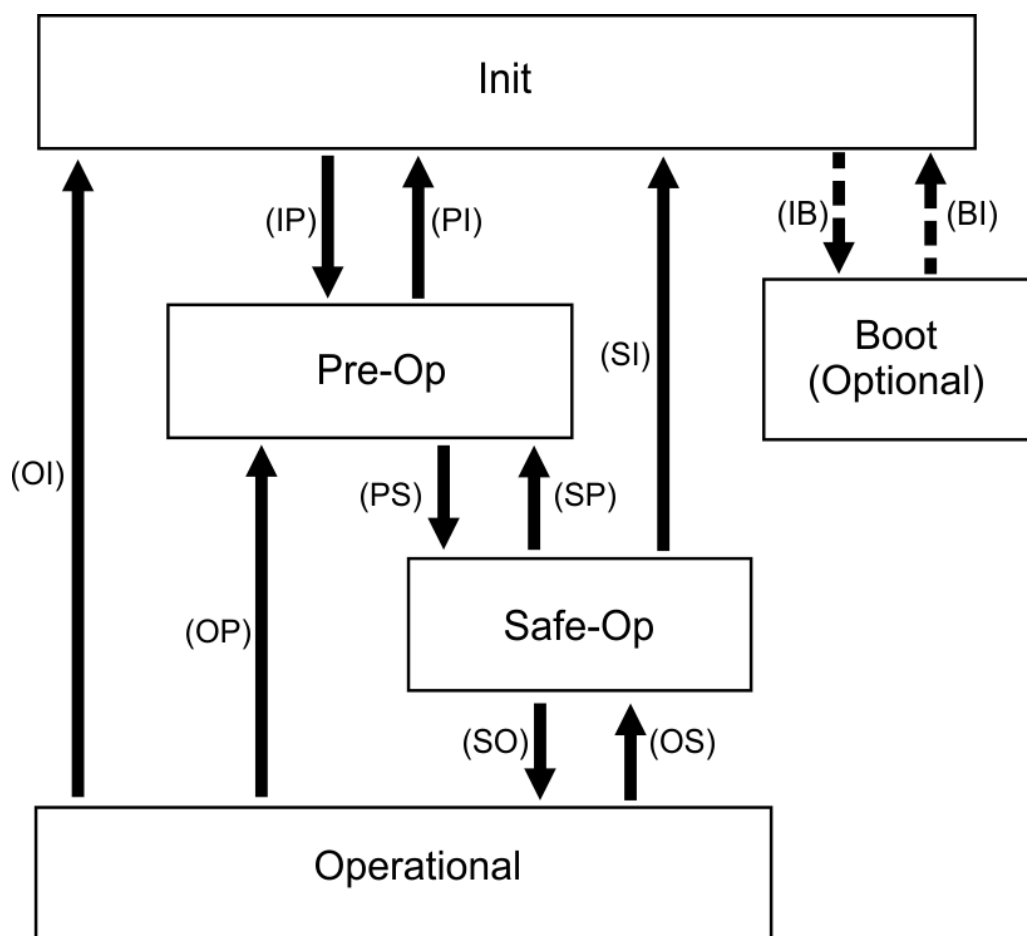 Init
(IP)
(PI)
(IB)
(BI)
Pre-Op
(SI)
Boot
(Optional)
(OI)
(PS)
(SP)
(OP)
Safe-Op
(SO)
(OS)
Operational